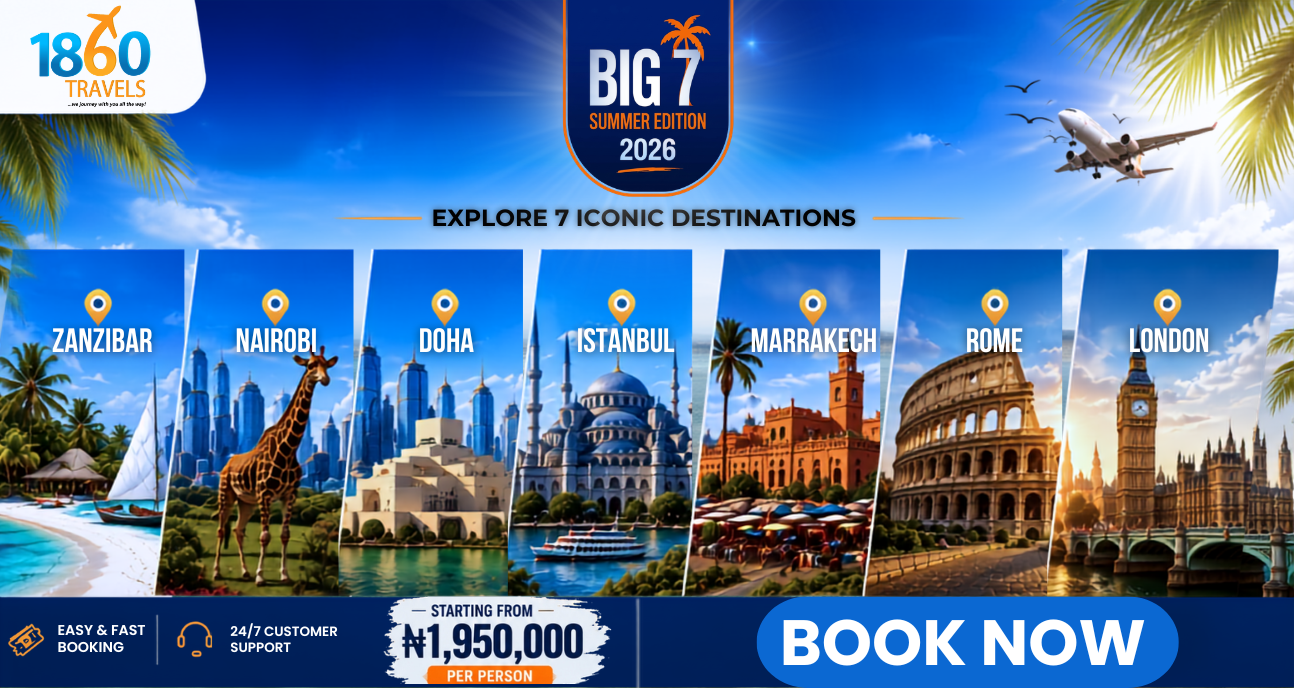 1860
TRAVELS
...we journey with you all the way!
BIG 7
SUMMER EDITION
2026
EXPLORE 7 ICONIC DESTINATIONS
ZANZIBAR
NAIROBI
DOHA
ISTANBUL
MARRAKECH
ROME
LONDON
EASY & FAST
BOOKING
24/7 CUSTOMER
SUPPORT
STARTING FROM
₦1,950,000
PER PERSON
BOOK NOW